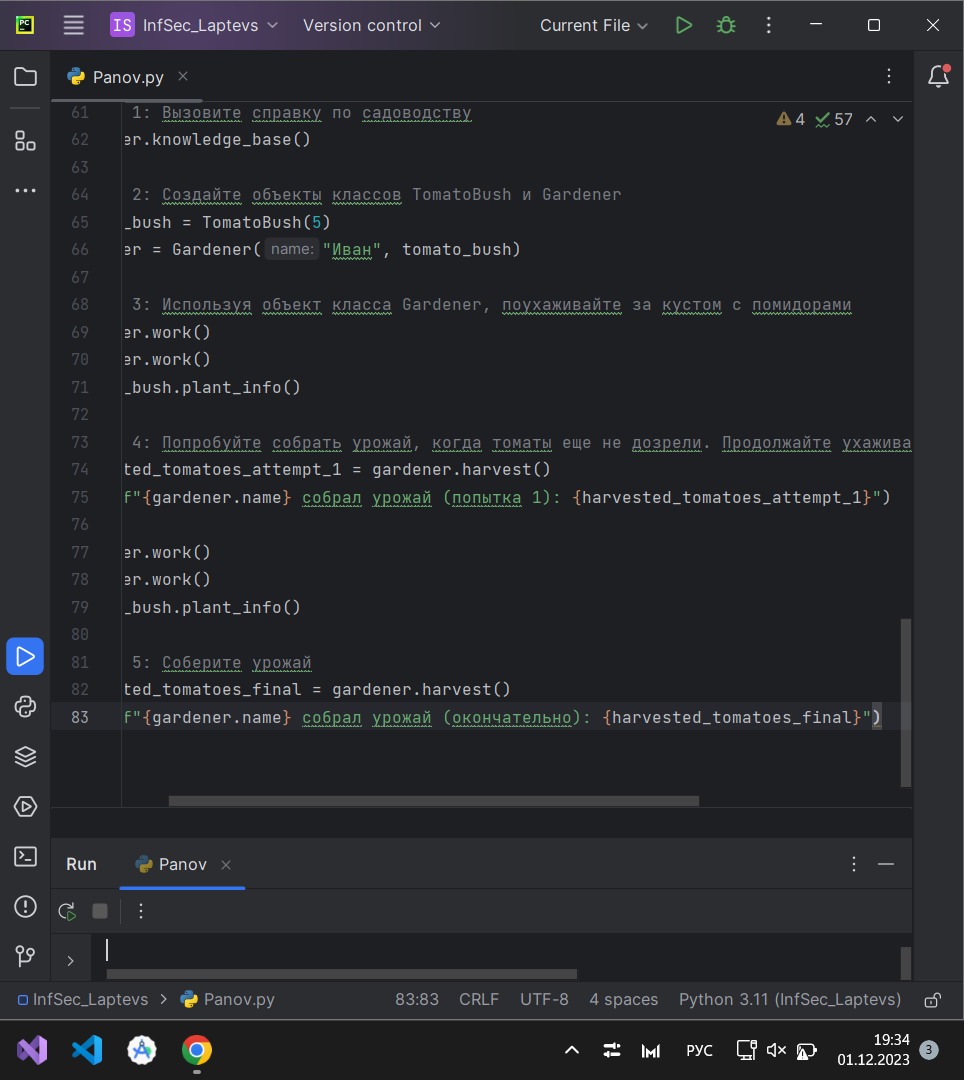 PC
IS InfSec_Laptevs Version control Current File
Panov.py
4 57
61 1: Вызовите справку по садоводству
62 er.knowledge_base()
63
64 2: Создайте объекты классов TomatoBush и Gardener
65 _bush = TomatoBush(5)
66 er = Gardener( name: "Иван", tomato_bush)
67
68 3: Используя объект класса Gardener, поухаживайте за кустом с помидорами
69 er.work()
70 er.work()
71 _bush.plant_info()
72
73 4: Попробуйте собрать урожай, когда томаты еще не дозрели. Продолжайте ухажива
74 ted_tomatoes_attempt_1 = gardener.harvest()
75 f"{gardener.name} собрал урожай (попытка 1): {harvested_tomatoes_attempt_1}")
76
77 er.work()
78 er.work()
79 _bush.plant_info()
80
81 5: Соберите урожай
82 ted_tomatoes_final = gardener.harvest()
83 f"{gardener.name} собрал урожай (окончательно): {harvested_tomatoes_final}")
Run Panov
InfSec_Laptevs > Panov.py 83:83 CRLF UTF-8 4 spaces Python 3.11 (InfSec_Laptevs)
РУС 19:34
01.12.2023 3